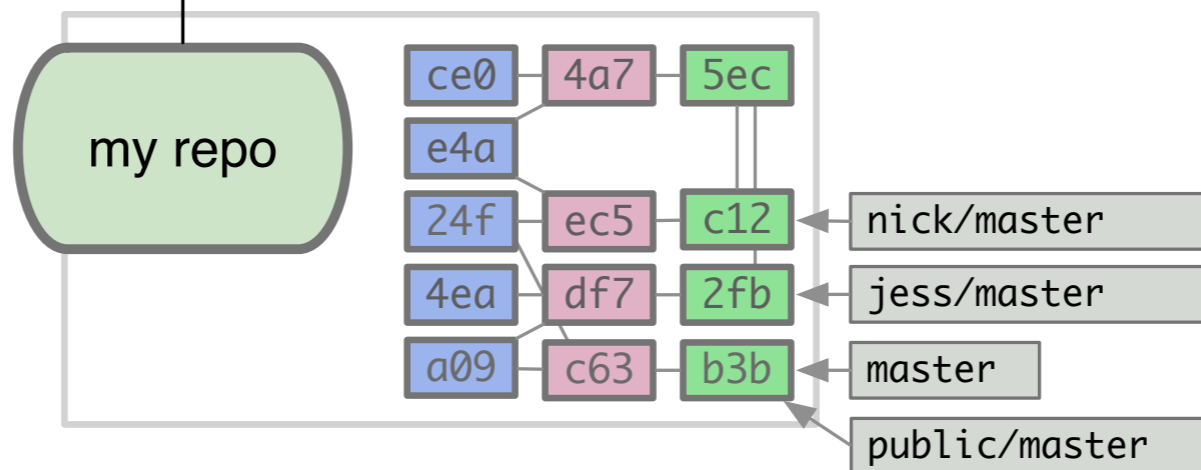 my repo
ce0 4a7 5ec
e4a
24f ec5 c12 nick/master
4ea df7 2fb jess/master
a09 c63 b3b master
public/master